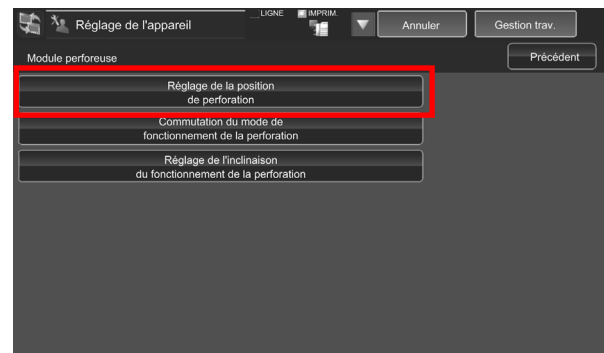 Réglage de l'appareil
LIGNE
IMPRIM.
Annuler
Gestion trav.
Module perforeuse
Précédent
Réglage de la position
de perforation
Commutation du mode de
fonctionnement de la perforation
Réglage de l'inclinaison
du fonctionnement de la perforation